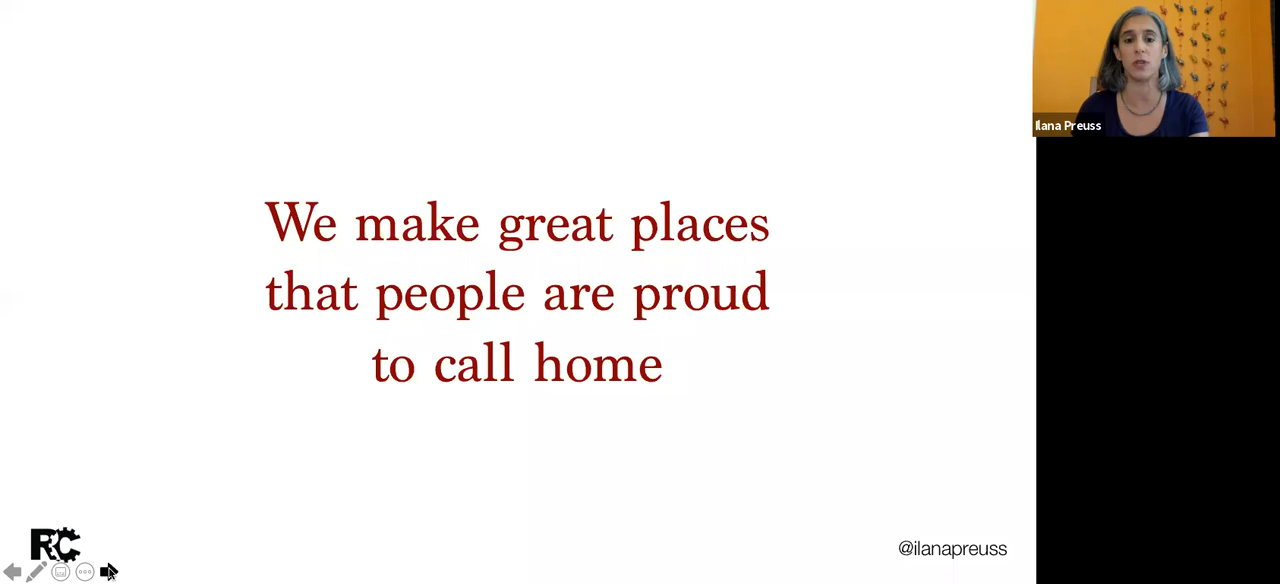 We make great places
that people are proud
to call home
Ilana Preuss
RC
@ilanapreuss